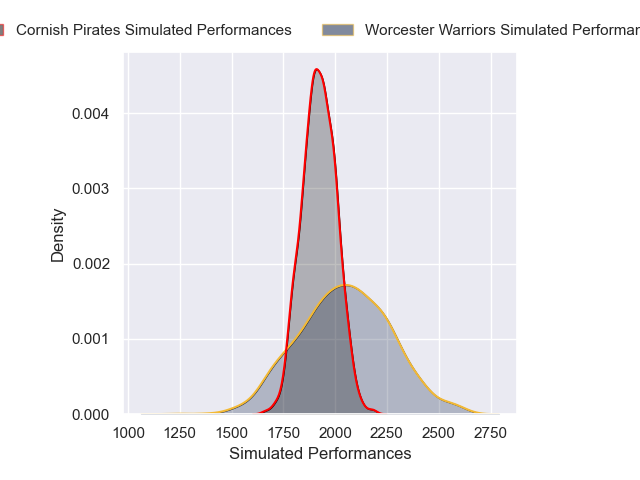 Cornish Pirates Simulated Performances
Worcester Warriors Simulated
0.004
0.003
0.002
0.001
0.000
Density
1000 1250 1500 1750 2000 2250 2500 2750
Simulated Performances